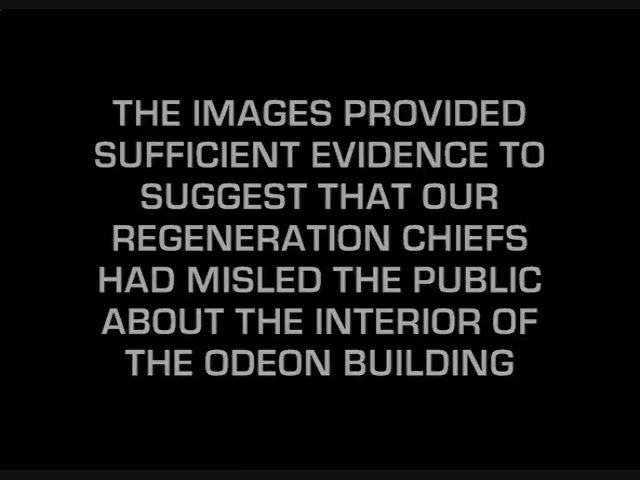 THE IMAGES PROVIDED
SUFFICIENT EVIDENCE TO
SUGGEST THAT OUR
REGENERATION CHIEFS
HAD MISLED THE PUBLIC
ABOUT THE INTERIOR OF
THE ODEON BUILDING